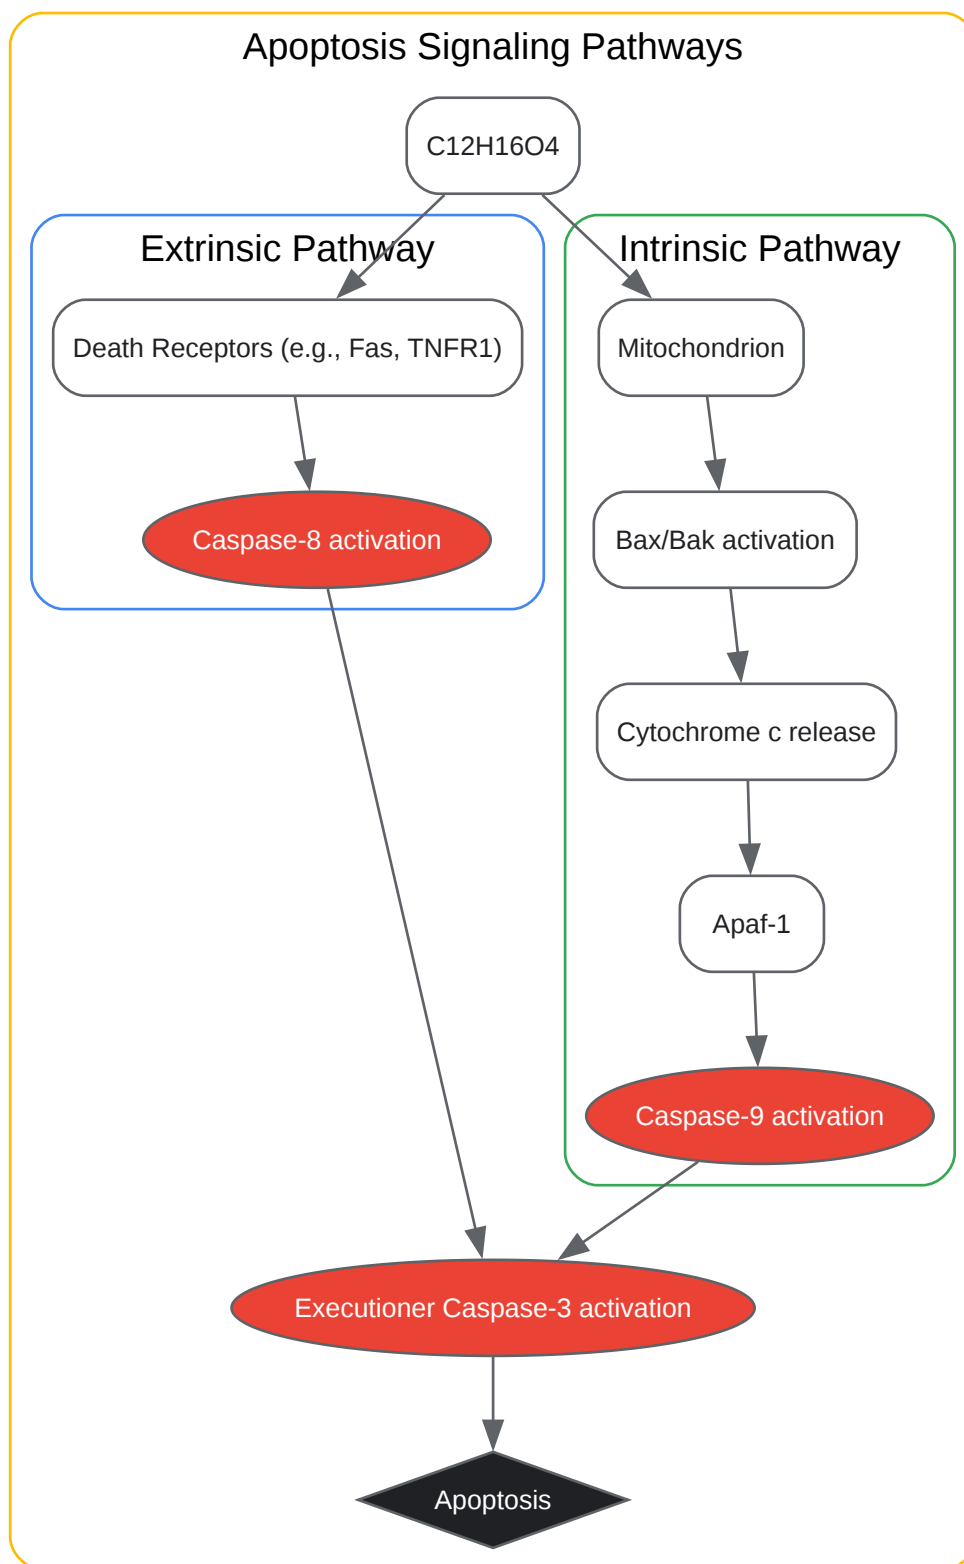 Apoptosis Signaling Pathways
C12H16O4
Extrinsic Pathway
Intrinsic Pathway
Death Receptors (e.g., Fas, TNFR1)
Mitochondrion
Caspase-8 activation
Bax/Bak activation
Cytochrome c release
Apaf-1
Caspase-9 activation
Executioner Caspase-3 activation
Apoptosis